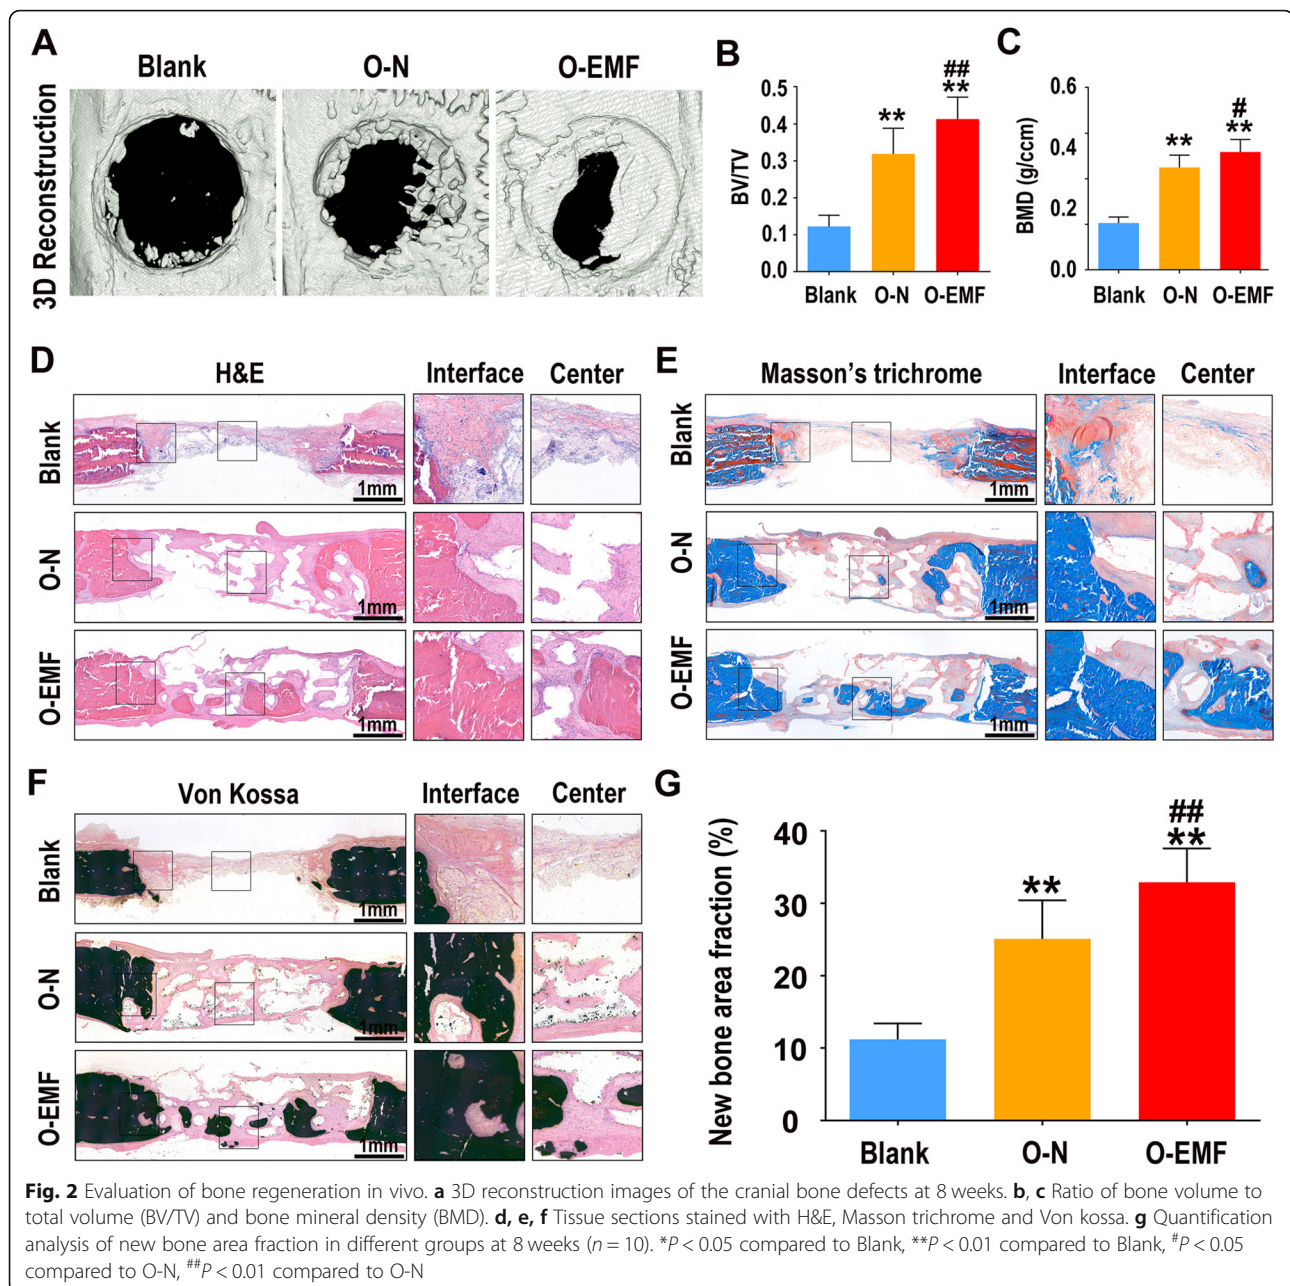 A
Blank
O-N
O-EMF
3D Reconstruction
B
BV/TV
0.5
0.4
0.3
0.2
0.1
0.0
**
##
**
Blank
O-N
O-EMF
C
BMD (g/ccm)
0.6
0.4
0.2
0.0
**
#
**
Blank
O-N
O-EMF
D
H&E
Interface
Center
Blank
1mm
O-N
1mm
O-EMF
1mm
E
Masson's trichrome
Interface
Center
Blank
1mm
O-N
1mm
O-EMF
1mm
F
Von Kossa
Interface
Center
Blank
1mm
O-N
1mm
O-EMF
1mm
G
New bone area fraction (%)
40
30
20
10
0
**
##
**
Blank
O-N
O-EMF
Fig. 2 Evaluation of bone regeneration in vivo. a 3D reconstruction images of the cranial bone defects at 8 weeks. b, c Ratio of bone volume to
total volume (BV/TV) and bone mineral density (BMD). d, e, f Tissue sections stained with H&E, Masson trichrome and Von kossa. g Quantification
analysis of new bone area fraction in different groups at 8 weeks (n = 10). *P < 0.05 compared to Blank, **P < 0.01 compared to Blank, #P < 0.05
compared to O-N, ##P < 0.01 compared to O-N